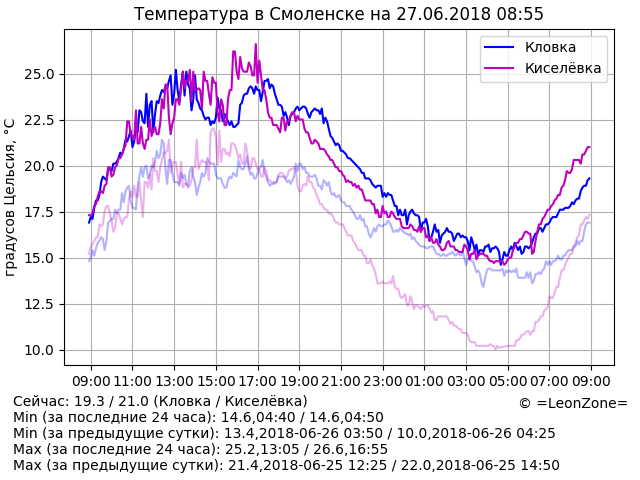 Температура в Смоленске на 27.06.2018 08:55
Кловка
Киселёвка
градусов Цельсия, °C
25.0
22.5
20.0
17.5
15.0
12.5
10.0
09:00 11:00 13:00 15:00 17:00 19:00 21:00 23:00 01:00 03:00 05:00 07:00 09:00
Сейчас: 19.3 / 21.0 (Кловка / Киселёвка)
© =LeonZone=
Min (за последние 24 часа): 14.6,04:40 / 14.6,04:50
Min (за предыдущие сутки): 13.4,2018-06-26 03:50 / 10.0,2018-06-26 04:25
Max (за последние 24 часа): 25.2,13:05 / 26.6,16:55
Max (за предыдущие сутки): 21.4,2018-06-25 12:25 / 22.0,2018-06-25 14:50